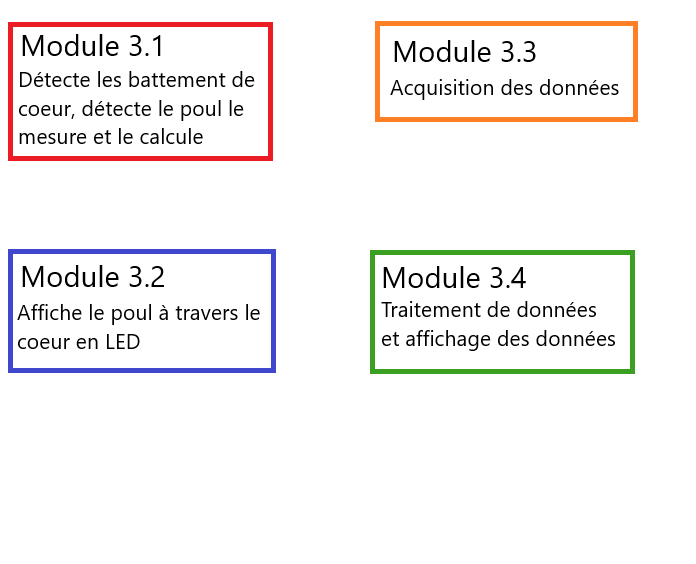 Module 3.1
Détecte les battement de
coeur, détecte le poul le
mesure et le calcule
Module 3.3
Acquisition des données
Module 3.2
Affiche le poul à travers le
coeur en LED
Module 3.4
Traitement de données
et affichage des données